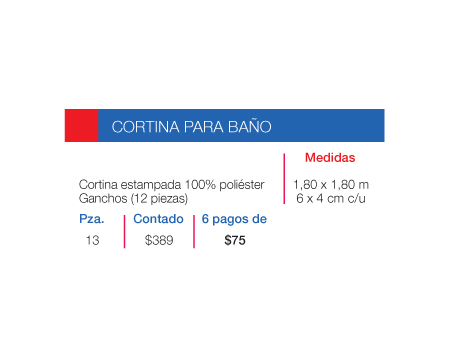 CORTINA PARA BAÑO
Medidas
Cortina estampada 100% poliéster 1,80 x 1,80 m
Ganchos (12 piezas) 6 x 4 cm c/u
Pza. Contado 6 pagos de
13 $389 $75